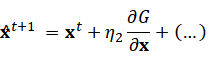 x̂^{t+1} = x^t + η_2 ∂G/∂x + (…)